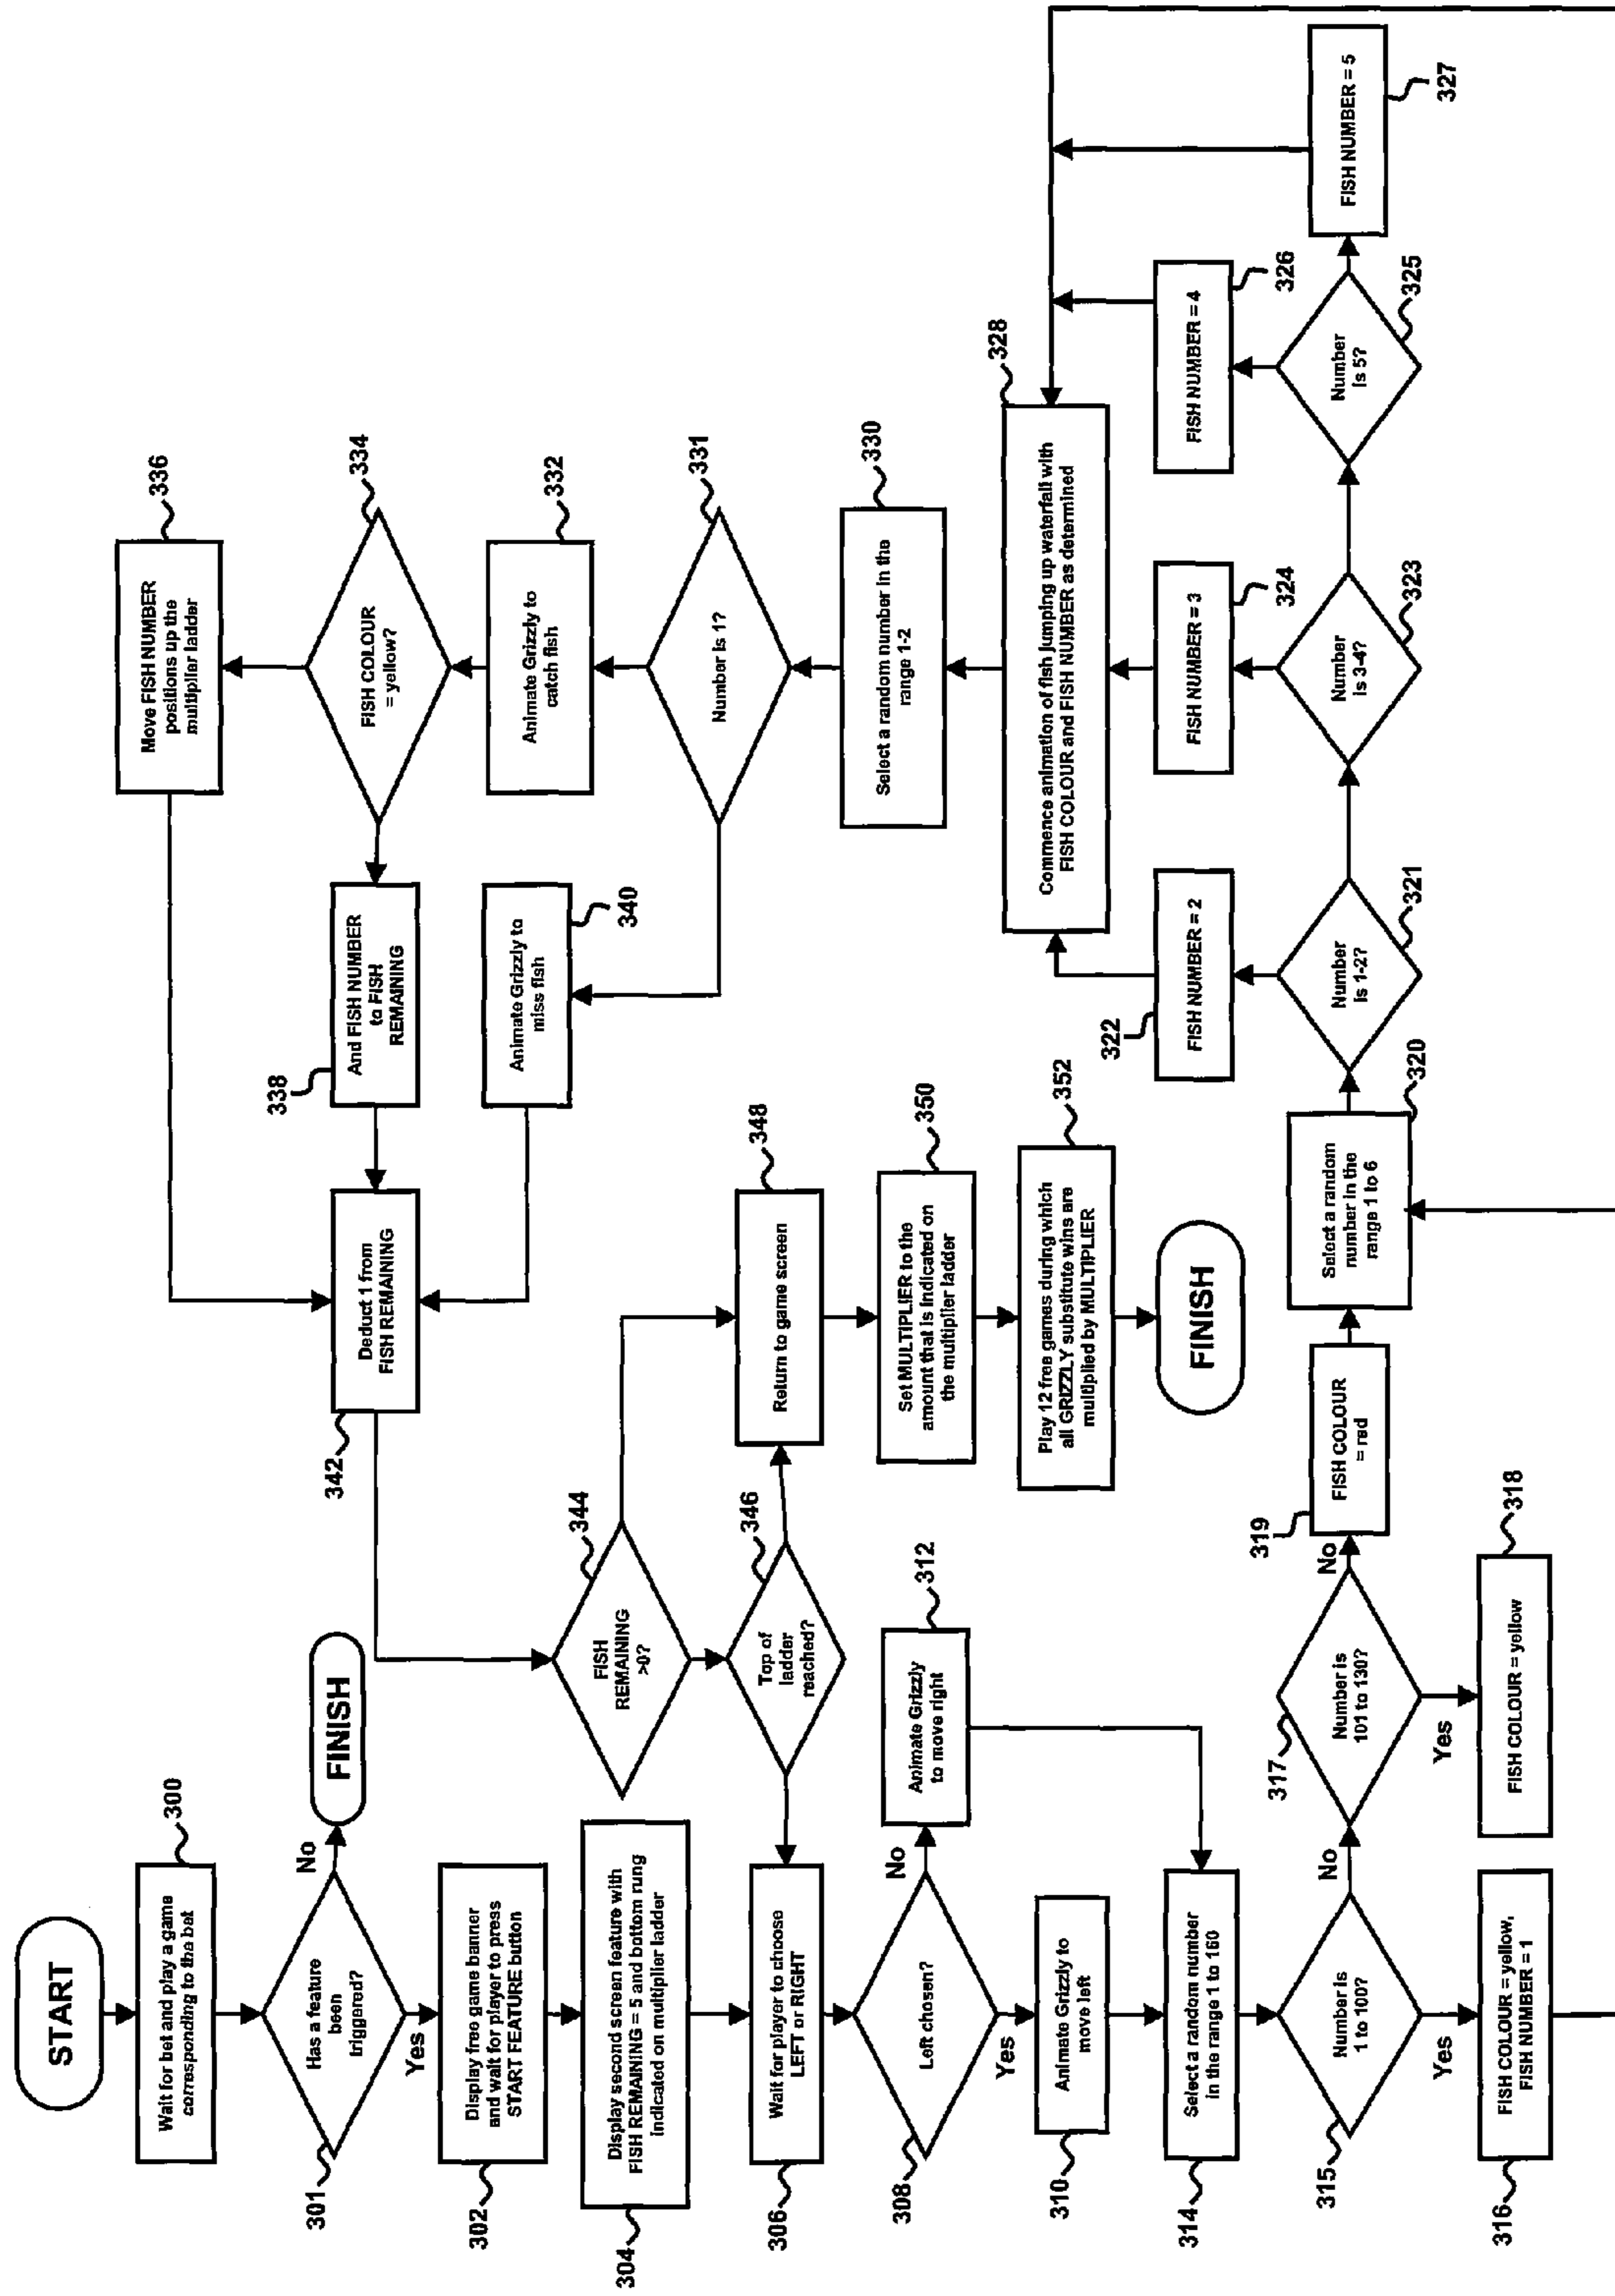 START
300
Wait for bet and play a game
corresponding to the bet
301
Has a feature
been
triggered?
No
FINISH
Yes
302
Display free game banner
and wait for player to press
START FEATURE button
304
Display second screen feature with
FISH REMAINING = 5 and bottom rung
indicated on multiplier ladder
306
Wait for player to choose
LEFT or RIGHT
308
Left chosen?
No
312
Animate Grizzly
to move right
Yes
310
Animate Grizzly to
move left
314
Select a random number
in the range 1 to 160
315
Number is
1 to 100?
No
Yes
316
FISH COLOUR = yellow,
FISH NUMBER = 1
317
Number is
101 to 130?
No
Yes
318
FISH COLOUR = yellow
319
FISH COLOUR
= red
320
Select a random
number in the
range 1 to 6
321
Number
is 1-2?
322
FISH NUMBER = 2
323
Number
is 3-4?
324
FISH NUMBER = 3
325
Number
is 5?
326
FISH NUMBER = 4
327
FISH NUMBER = 5
328
Commence animation of fish jumping up waterfall with
FISH COLOUR and FISH NUMBER as determined
330
Select a random number in the
range 1-2
331
Number is 1?
332
Animate Grizzly to
catch fish
334
FISH COLOUR
= yellow?
336
Move FISH NUMBER
positions up the
multiplier ladder
338
And FISH NUMBER
to FISH
REMAINING
340
Animate Grizzly to
miss fish
342
Deduct 1 from
FISH REMAINING
344
FISH
REMAINING
>0?
346
Top of
ladder
reached?
348
Return to game screen
350
Set MULTIPLIER to the
amount that is indicated on
the multiplier ladder
352
Play 12 free games during which
all GRIZZLY substitute wins are
multiplied by MULTIPLIER
FINISH